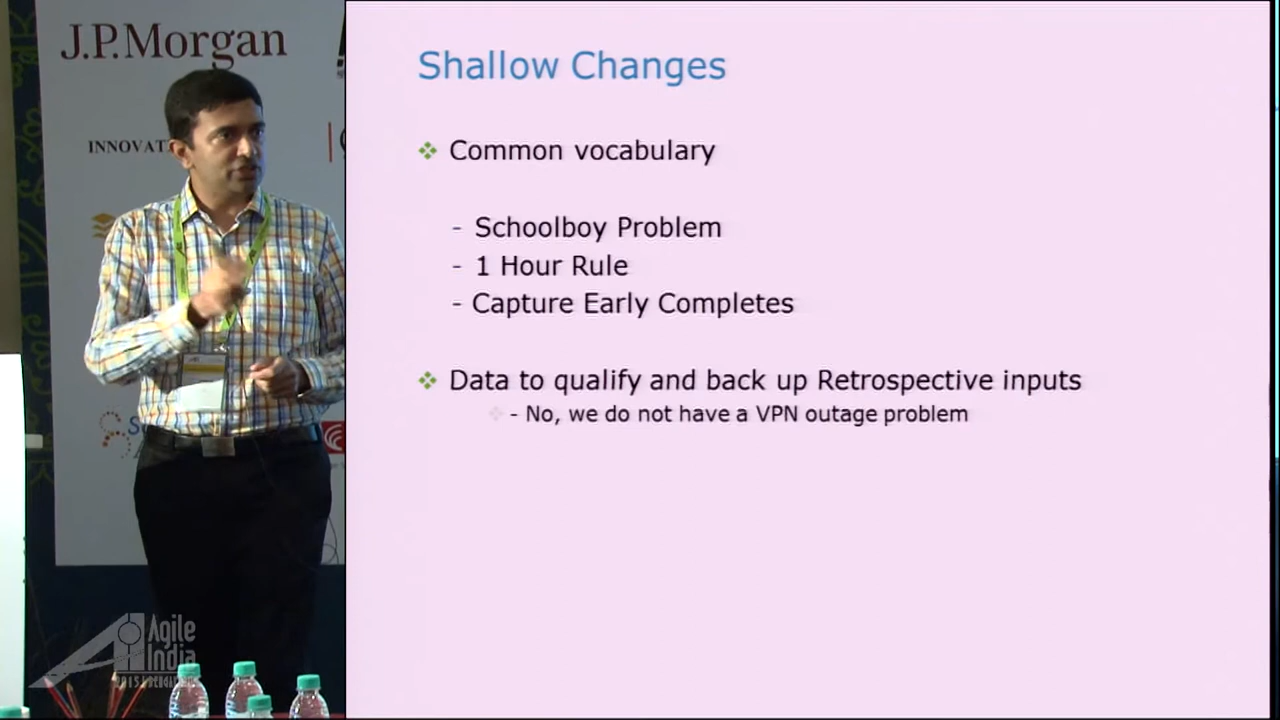 J.P.Morgan
Shallow Changes
Common vocabulary
- Schoolboy Problem
- 1 Hour Rule
- Capture Early Completes
Data to qualify and back up Retrospective inputs
- No, we do not have a VPN outage problem
Agile
India